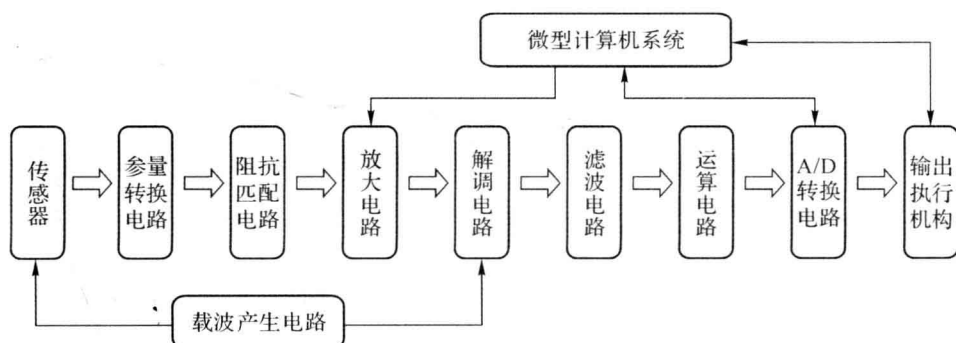 微型计算机系统
传感器
参量
转换
电路
阻抗
匹配
电路
放大电路
解调电路
滤波电路
运算电路
A/D
转换
电路
输出
执行
机构
载波产生电路